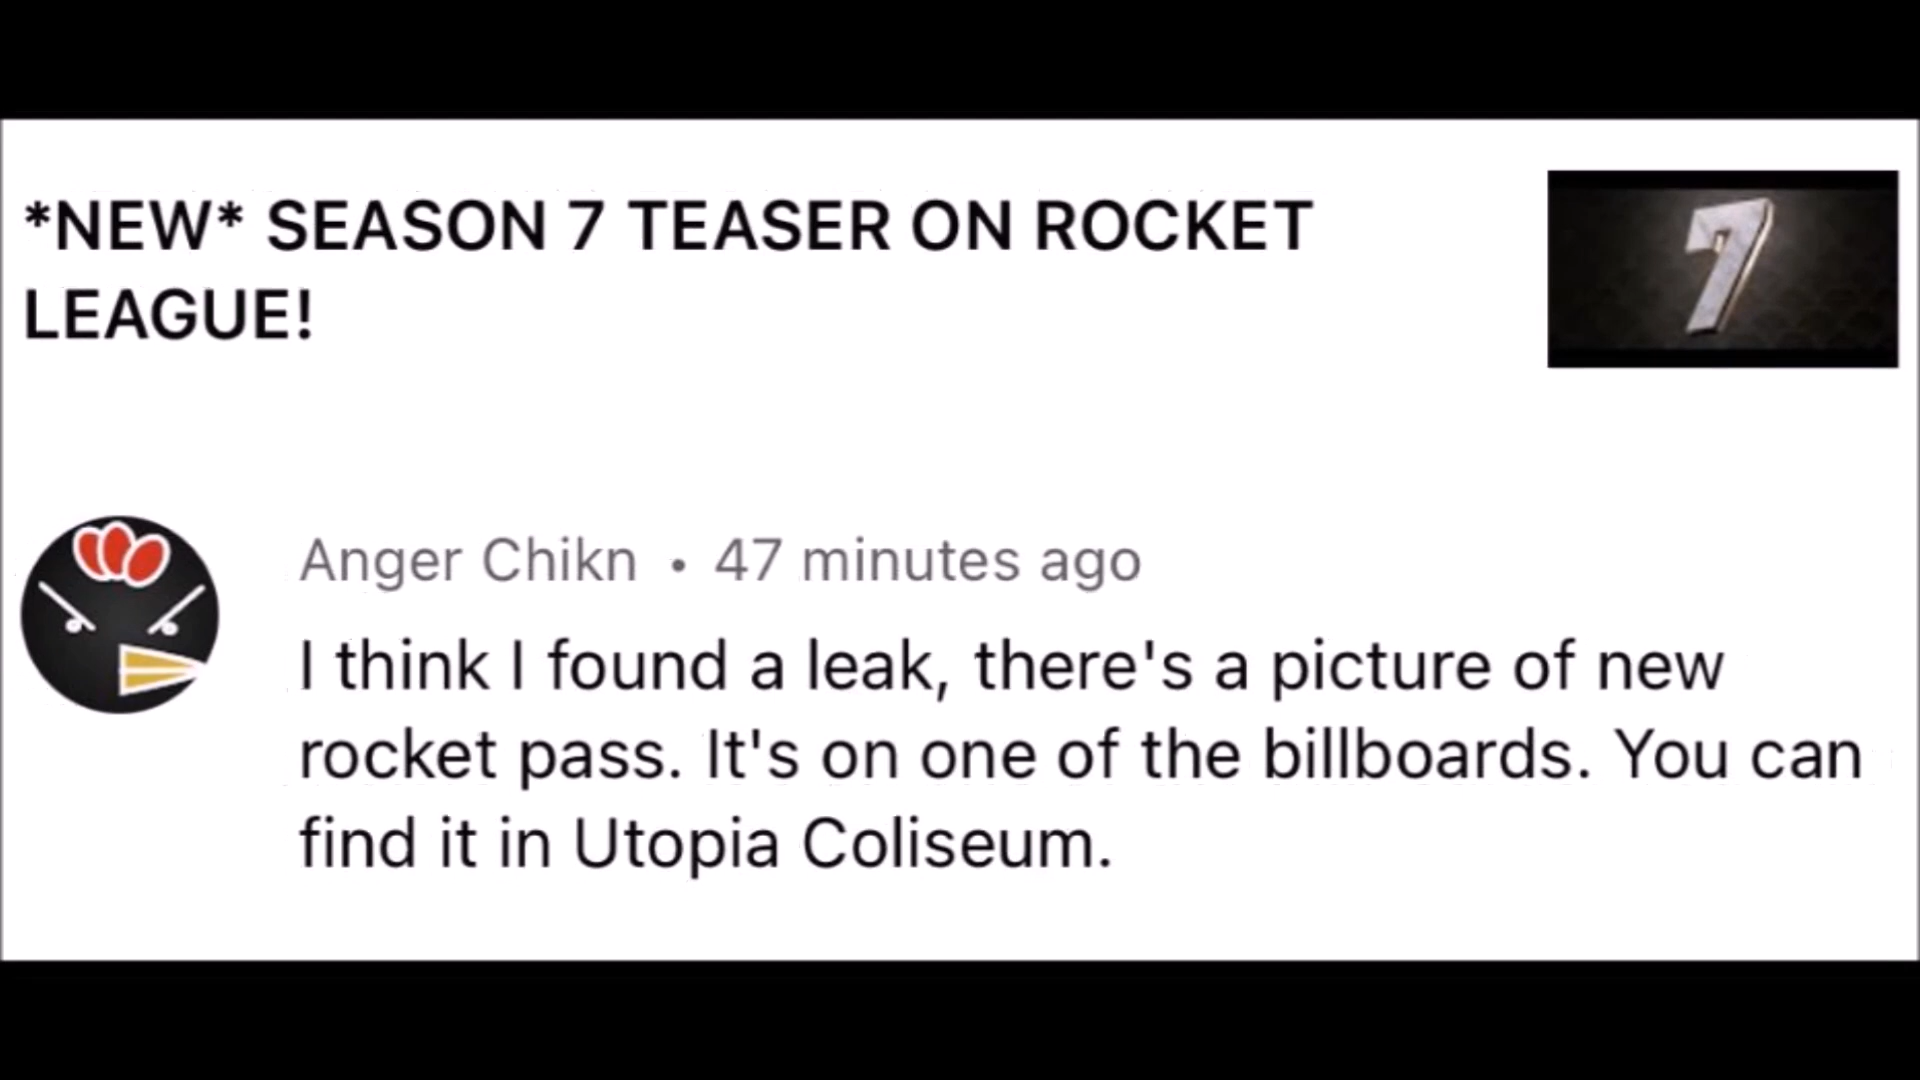 *NEW* SEASON 7 TEASER ON ROCKET
LEAGUE!
7
Anger Chikn • 47 minutes ago
I think I found a leak, there's a picture of new
rocket pass. It's on one of the billboards. You can
find it in Utopia Coliseum.